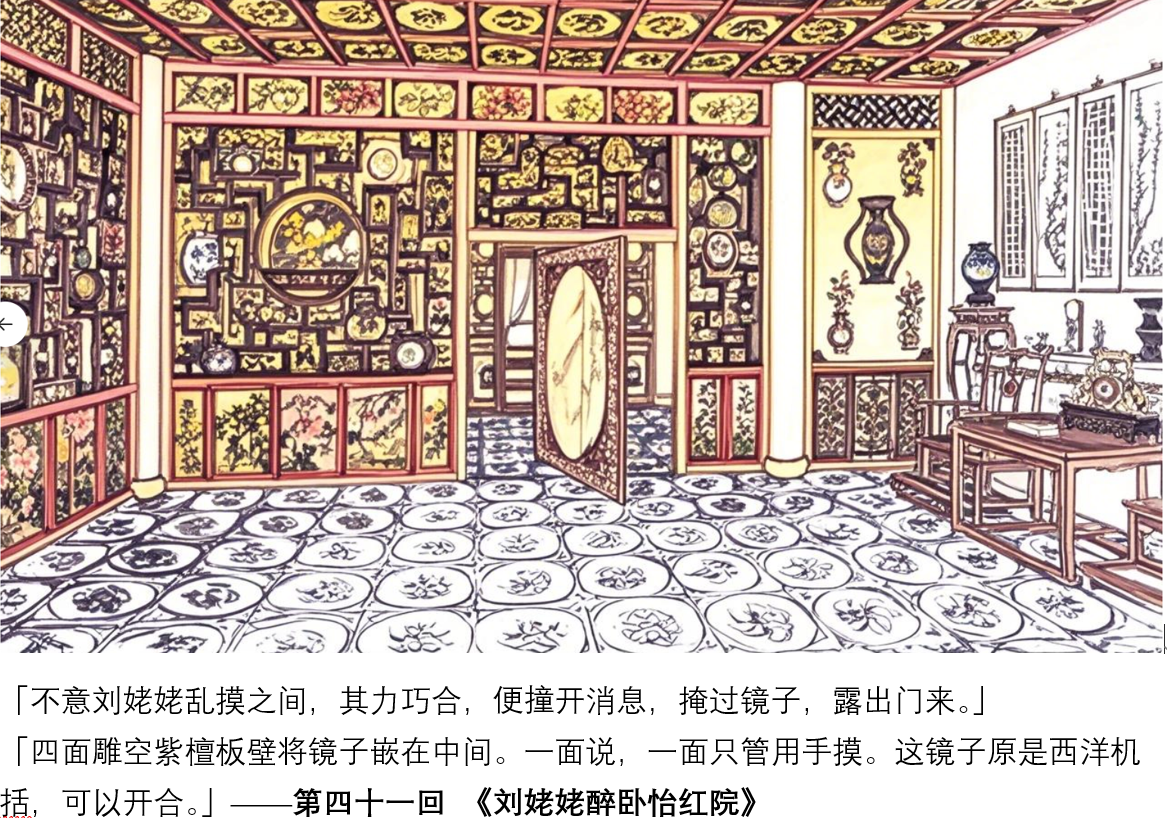 「不意刘姥姥乱摸之间，其力巧合，便撞开消息，掩过镜子，露出门来。」
「四面雕空紫檀板壁将镜子嵌在中间。一面说，一面只管用手摸。这镜子原是西洋机
括，可以开合。」——第四十一回 《刘姥姥醉卧怡红院》